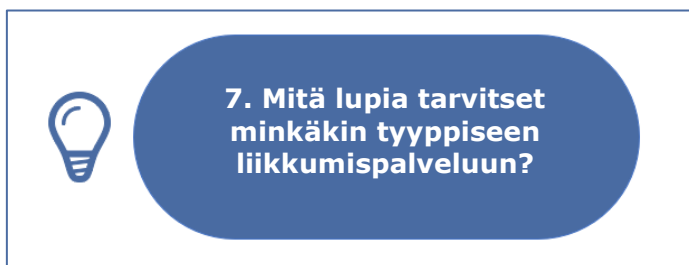 7. Mitä lupia tarvitset
minkäkin tyyppiseen
liikkumispalveluun?